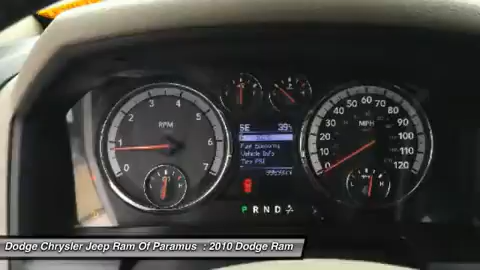 SE 39°
Fuel Economy
Vehicle Info
Tire PSI
RPM
1 2 3 4 5 6 7
MPH
0 10 20 30 40 50 60 70 80 90 100 110 120
P R N D
Dodge Chrysler Jeep Ram Of Paramus : 2010 Dodge Ram